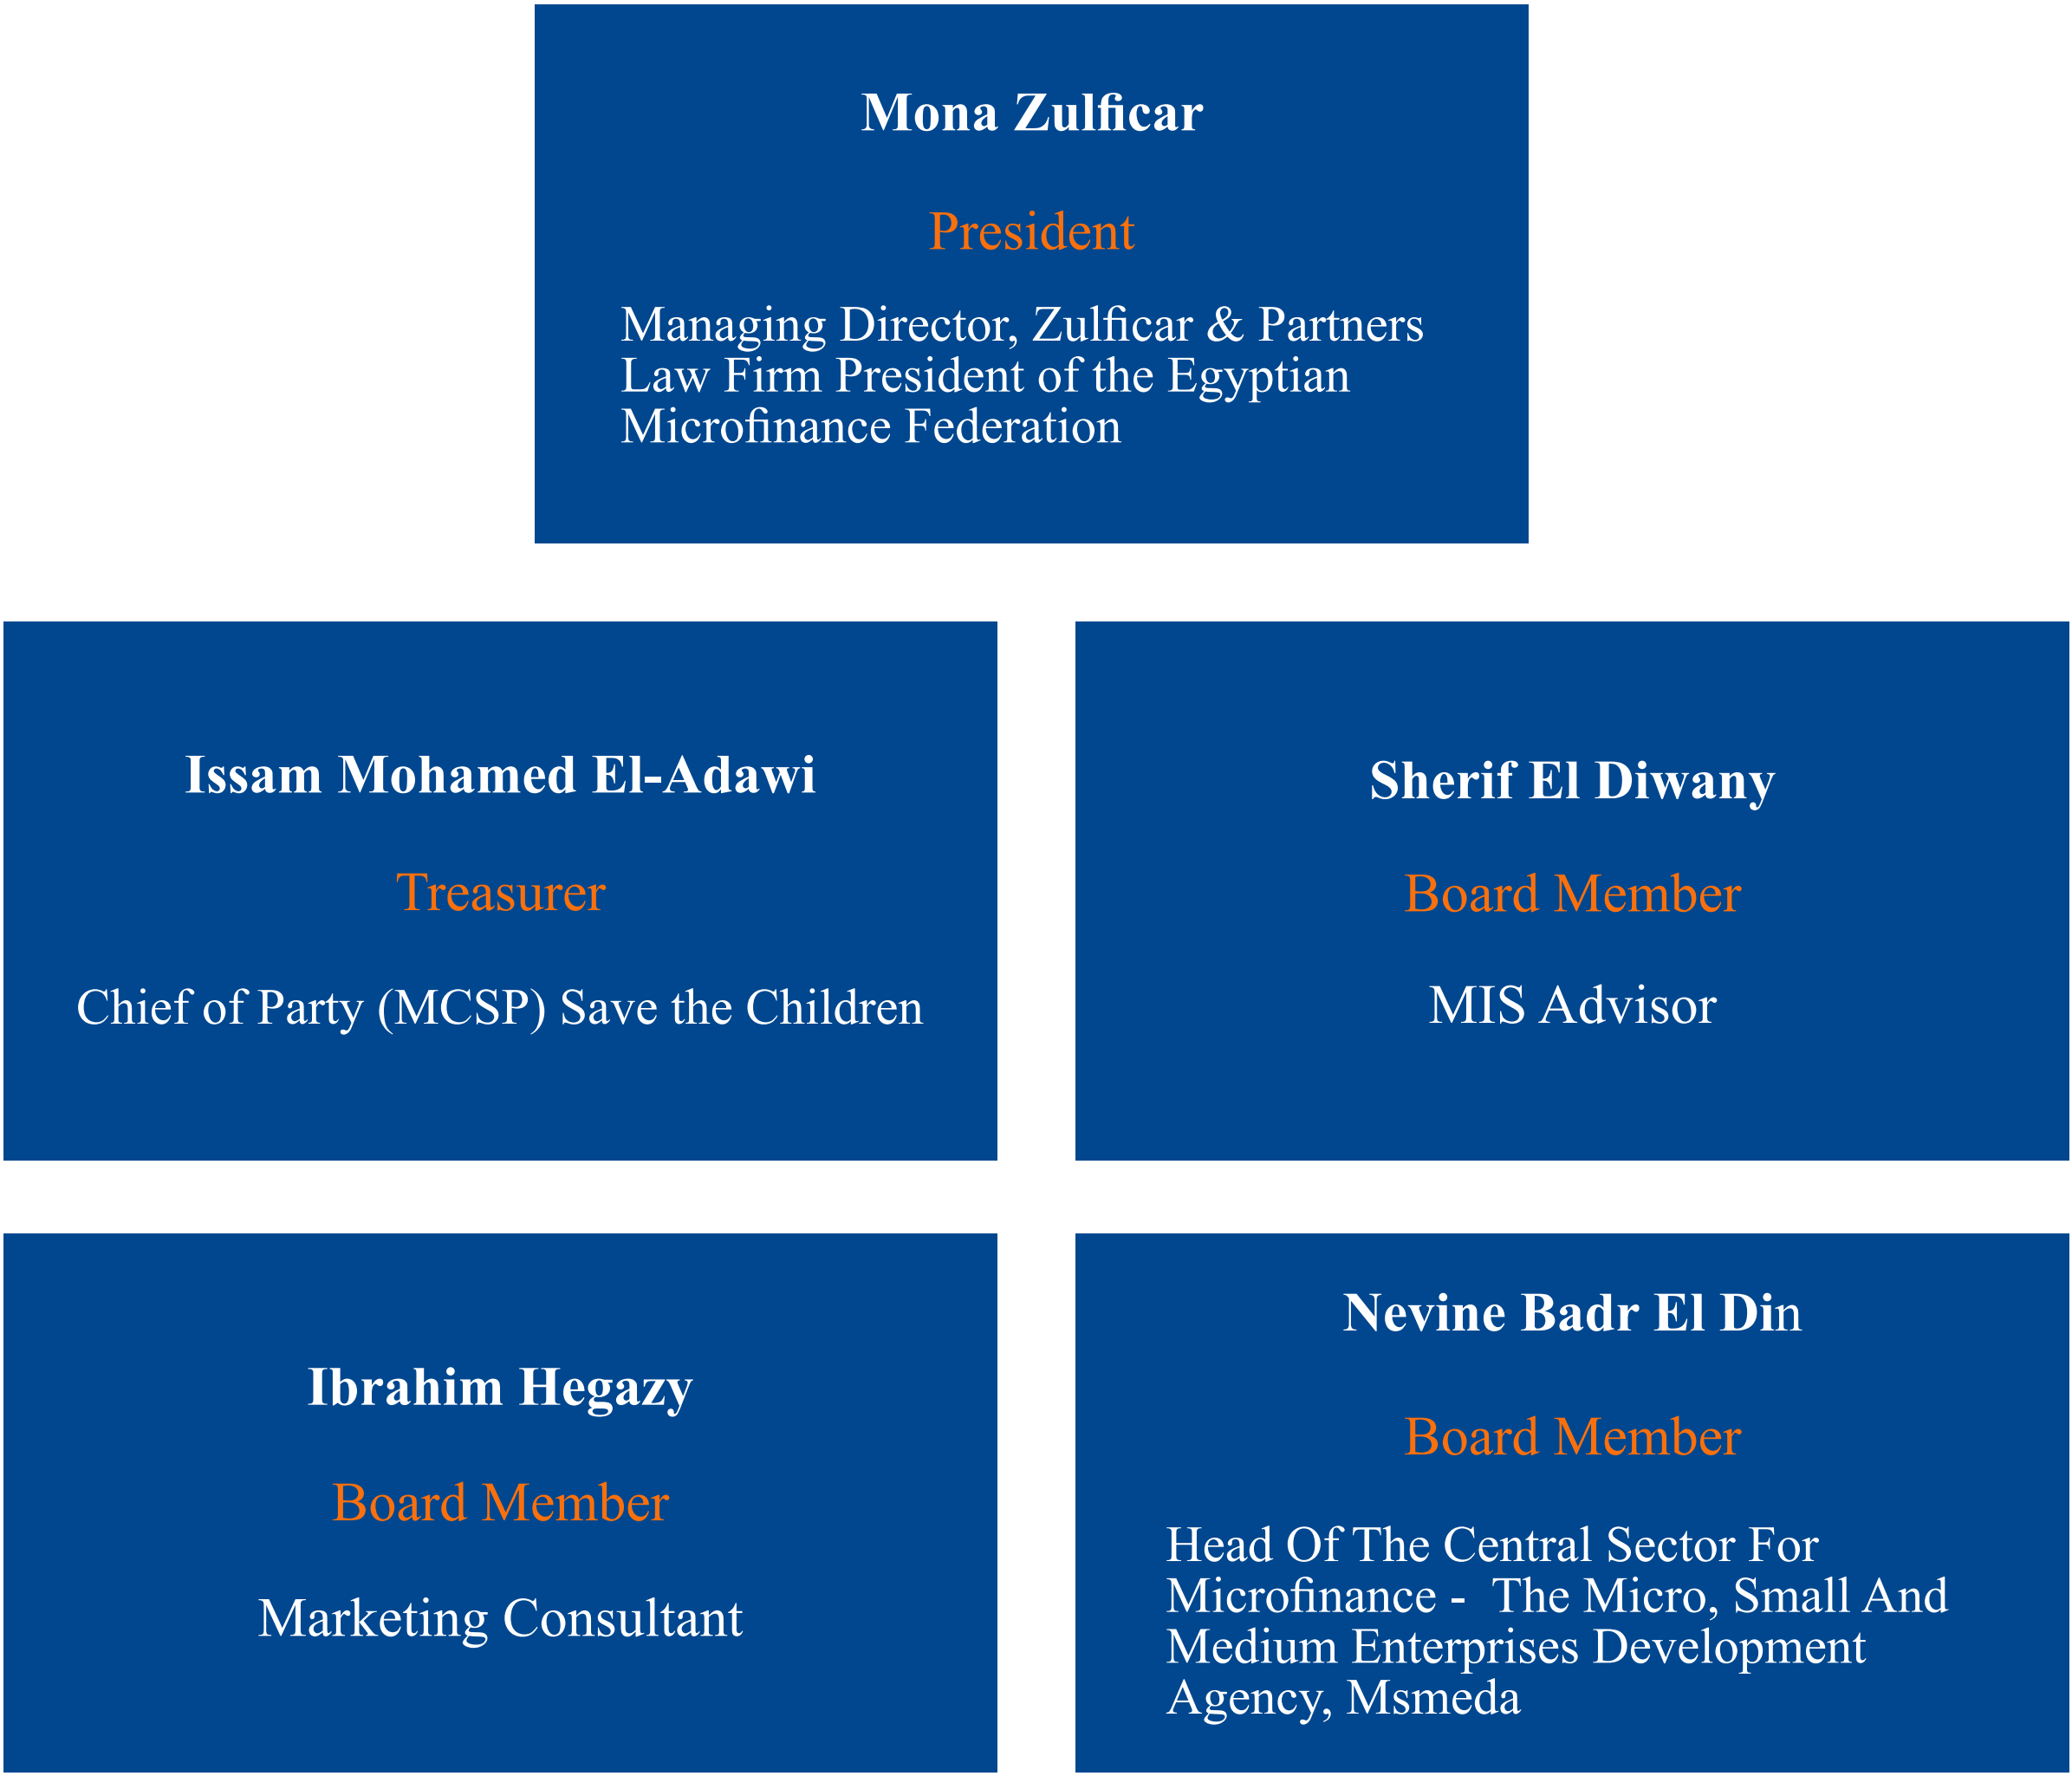 Mona Zulficar
President
Managing Director, Zulficar & Partners
Law Firm President of the Egyptian
Microfinance Federation
Issam Mohamed El-Adawi
Treasurer
Chief of Party (MCSP) Save the Children
Sherif El Diwany
Board Member
MIS Advisor
Ibrahim Hegazy
Board Member
Marketing Consultant
Nevine Badr El Din
Board Member
Head Of The Central Sector For
Microfinance -  The Micro, Small And
Medium Enterprises Development
Agency, Msmeda